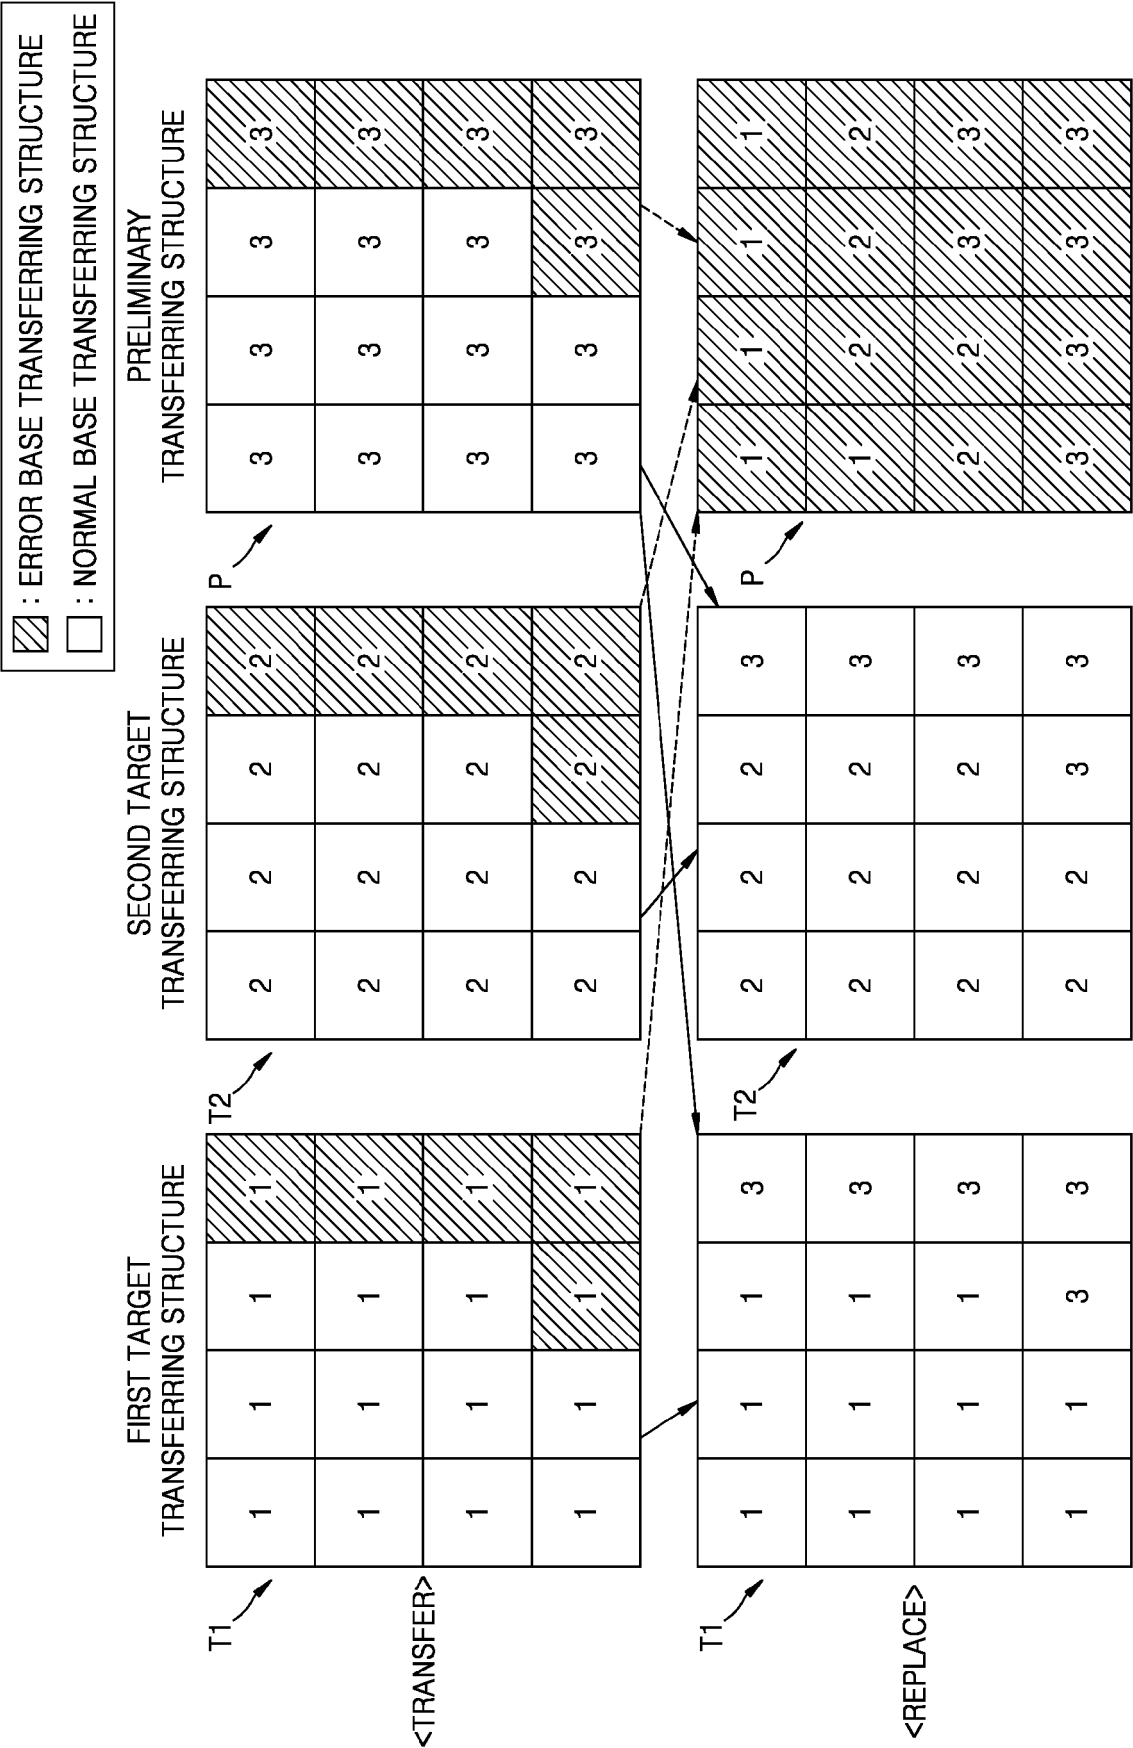 : ERROR BASE TRANSFERRING STRUCTURE
: NORMAL BASE TRANSFERRING STRUCTURE
FIRST TARGET
TRANSFERRING STRUCTURE
SECOND TARGET
TRANSFERRING STRUCTURE
PRELIMINARY
TRANSFERRING STRUCTURE
T1 T2 P
1 1 1 1 2 2 2 2 3 3 3 3
1 1 1 1 2 2 2 2 3 3 3 3
<TRANSFER>
1 1 1 1 2 2 2 2 3 3 3 3
1 1 1 1 2 2 2 2 3 3 3 3
T1 T2 P
1 1 1 3 2 2 2 3 1 1 1 1
1 1 1 3 2 2 2 3 1 2 2 2
<REPLACE>
1 1 1 3 2 2 2 3 2 2 3 3
1 1 3 3 2 2 3 3 3 3 3 3